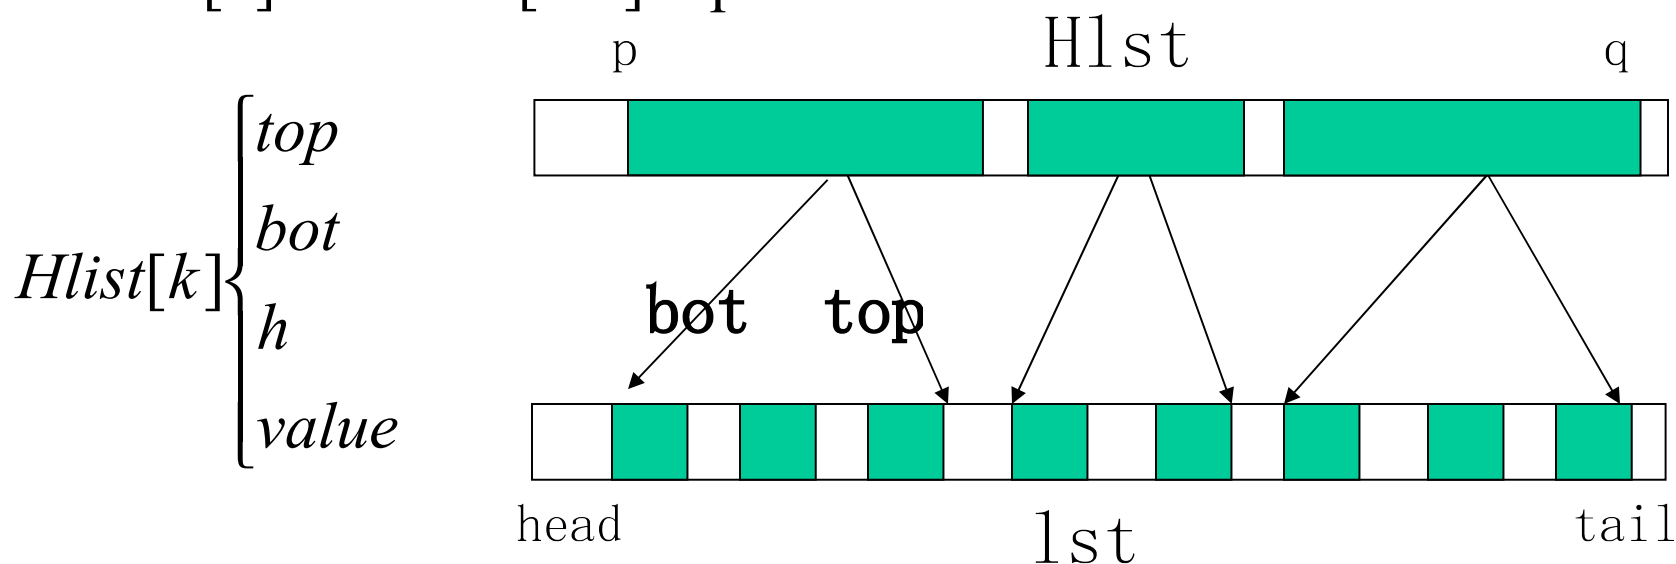 p Hlst q
top
bot
Hlist[k]
h
value
bot top
head lst tail